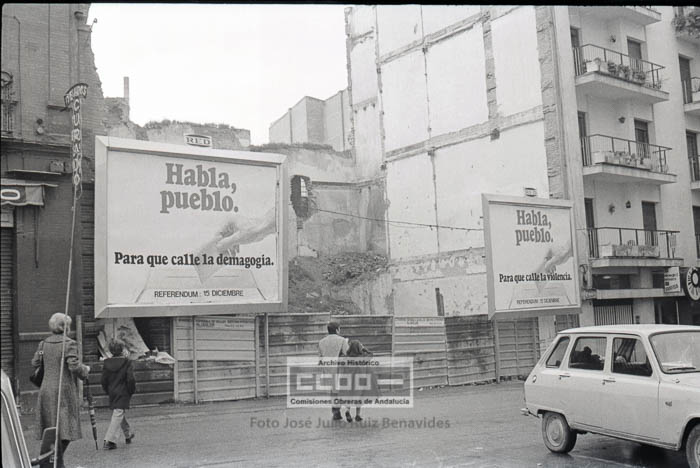 RED
Habla,
pueblo.
Para que calle la demagogia.
REFERENDUM: 15 DICIEMBRE
Habla,
pueblo.
Para que calle la violencia.
REFERENDUM: 15 DICIEMBRE
Archivo Histórico
CCOO
Comisiones Obreras de Andalucía
Foto José Julio Ruiz Benavides